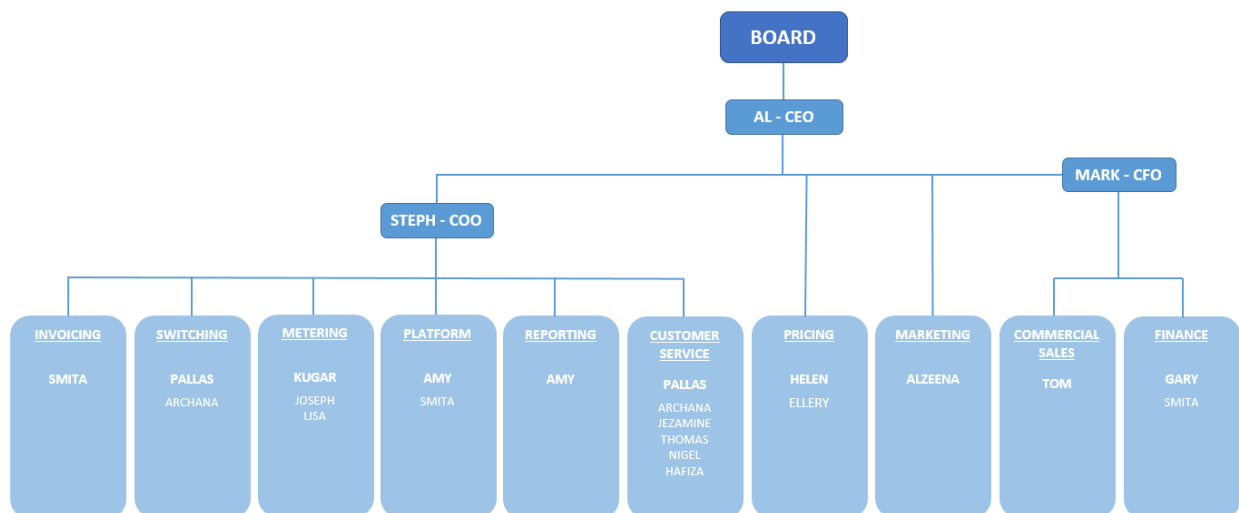 BOARD
AL - CEO
MARK - CFO
STEPH - COO
INVOICING
SMITA
SWITCHING
PALLAS
ARCHANA
METERING
KUGAR
JOSEPH
LISA
PLATFORM
AMY
SMITA
REPORTING
AMY
CUSTOMER
SERVICE
PALLAS
ARCHANA
JEZAMINE
THOMAS
NIGEL
HAFIZA
PRICING
HELEN
ELLERY
MARKETING
ALZEENA
COMMERCIAL
SALES
TOM
FINANCE
GARY
SMITA